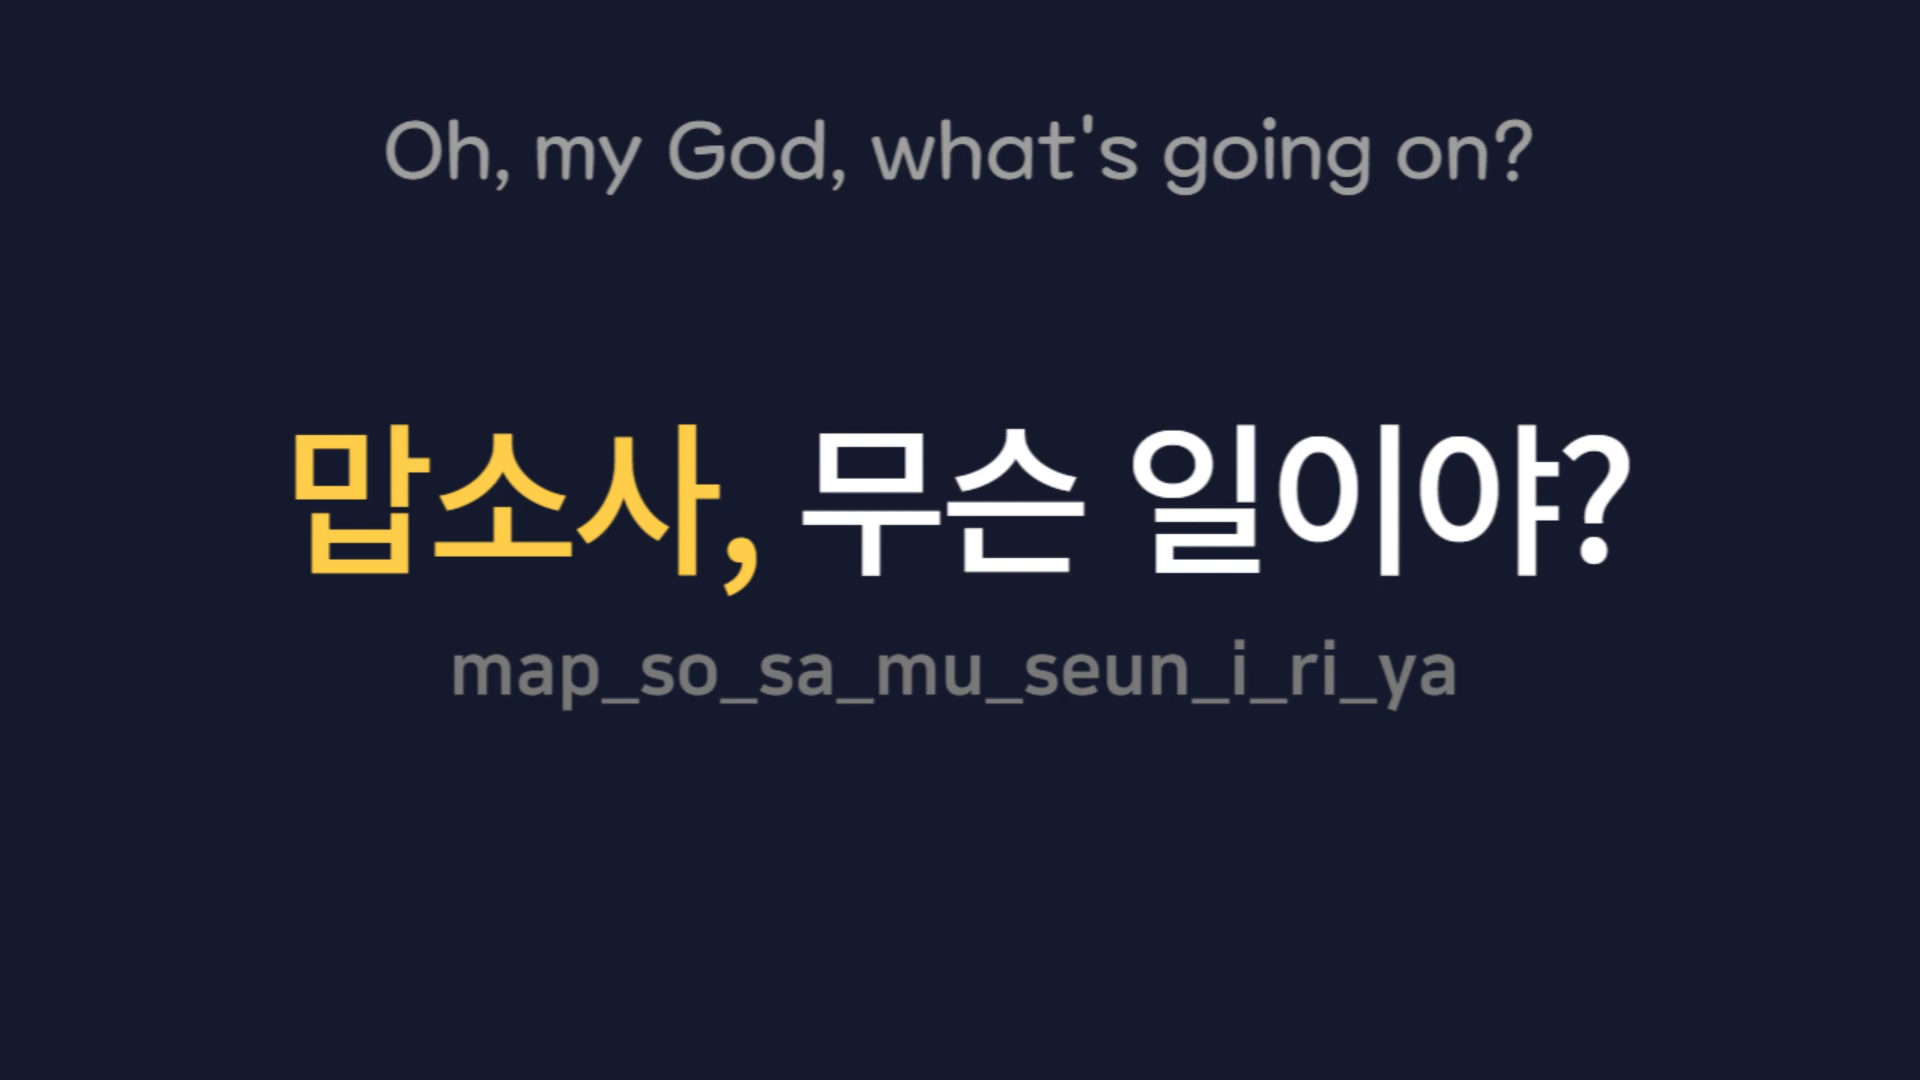 Oh, my God, what's going on?
맙소사, 무슨 일이야?
map_so_sa_mu_seun_i_ri_ya